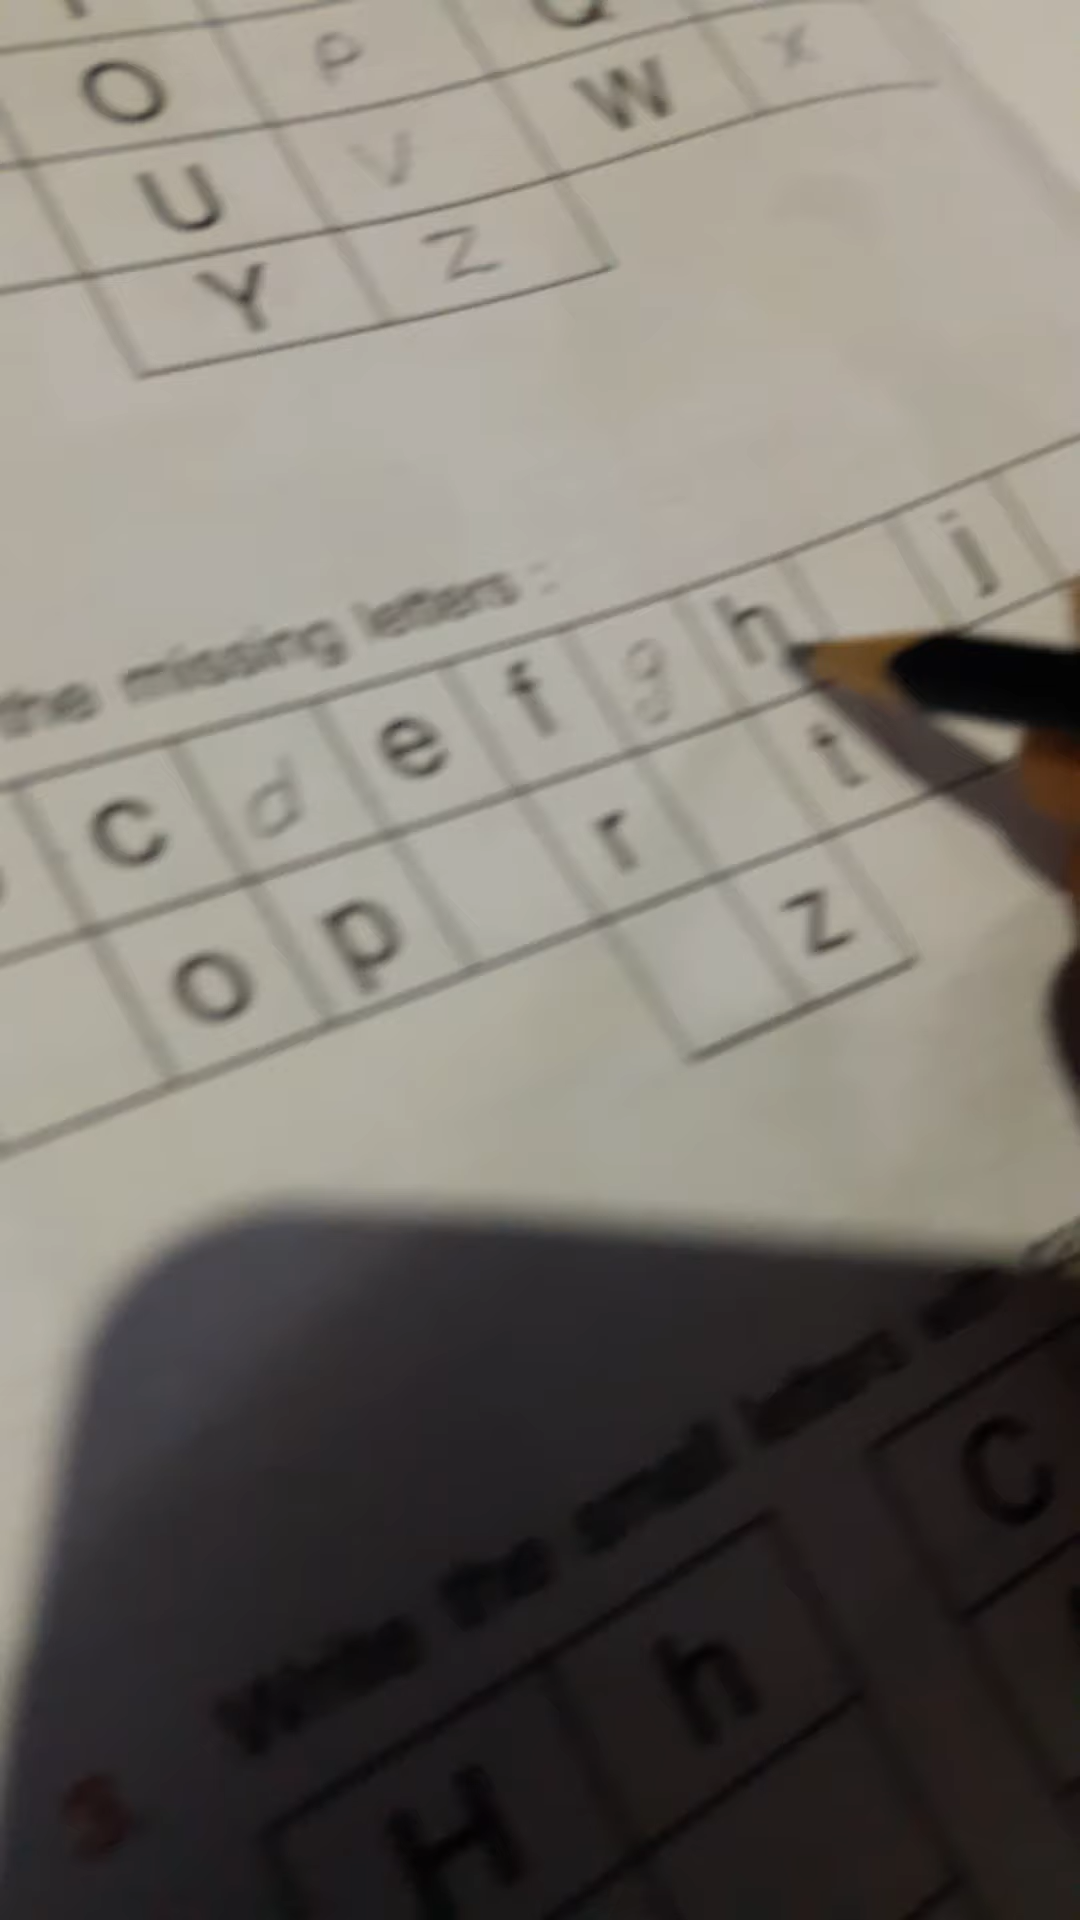 O P Q
U V W X
Y Z
the missing letters :
c d e f g h j
o p r t
z
Write the small letters
H h C